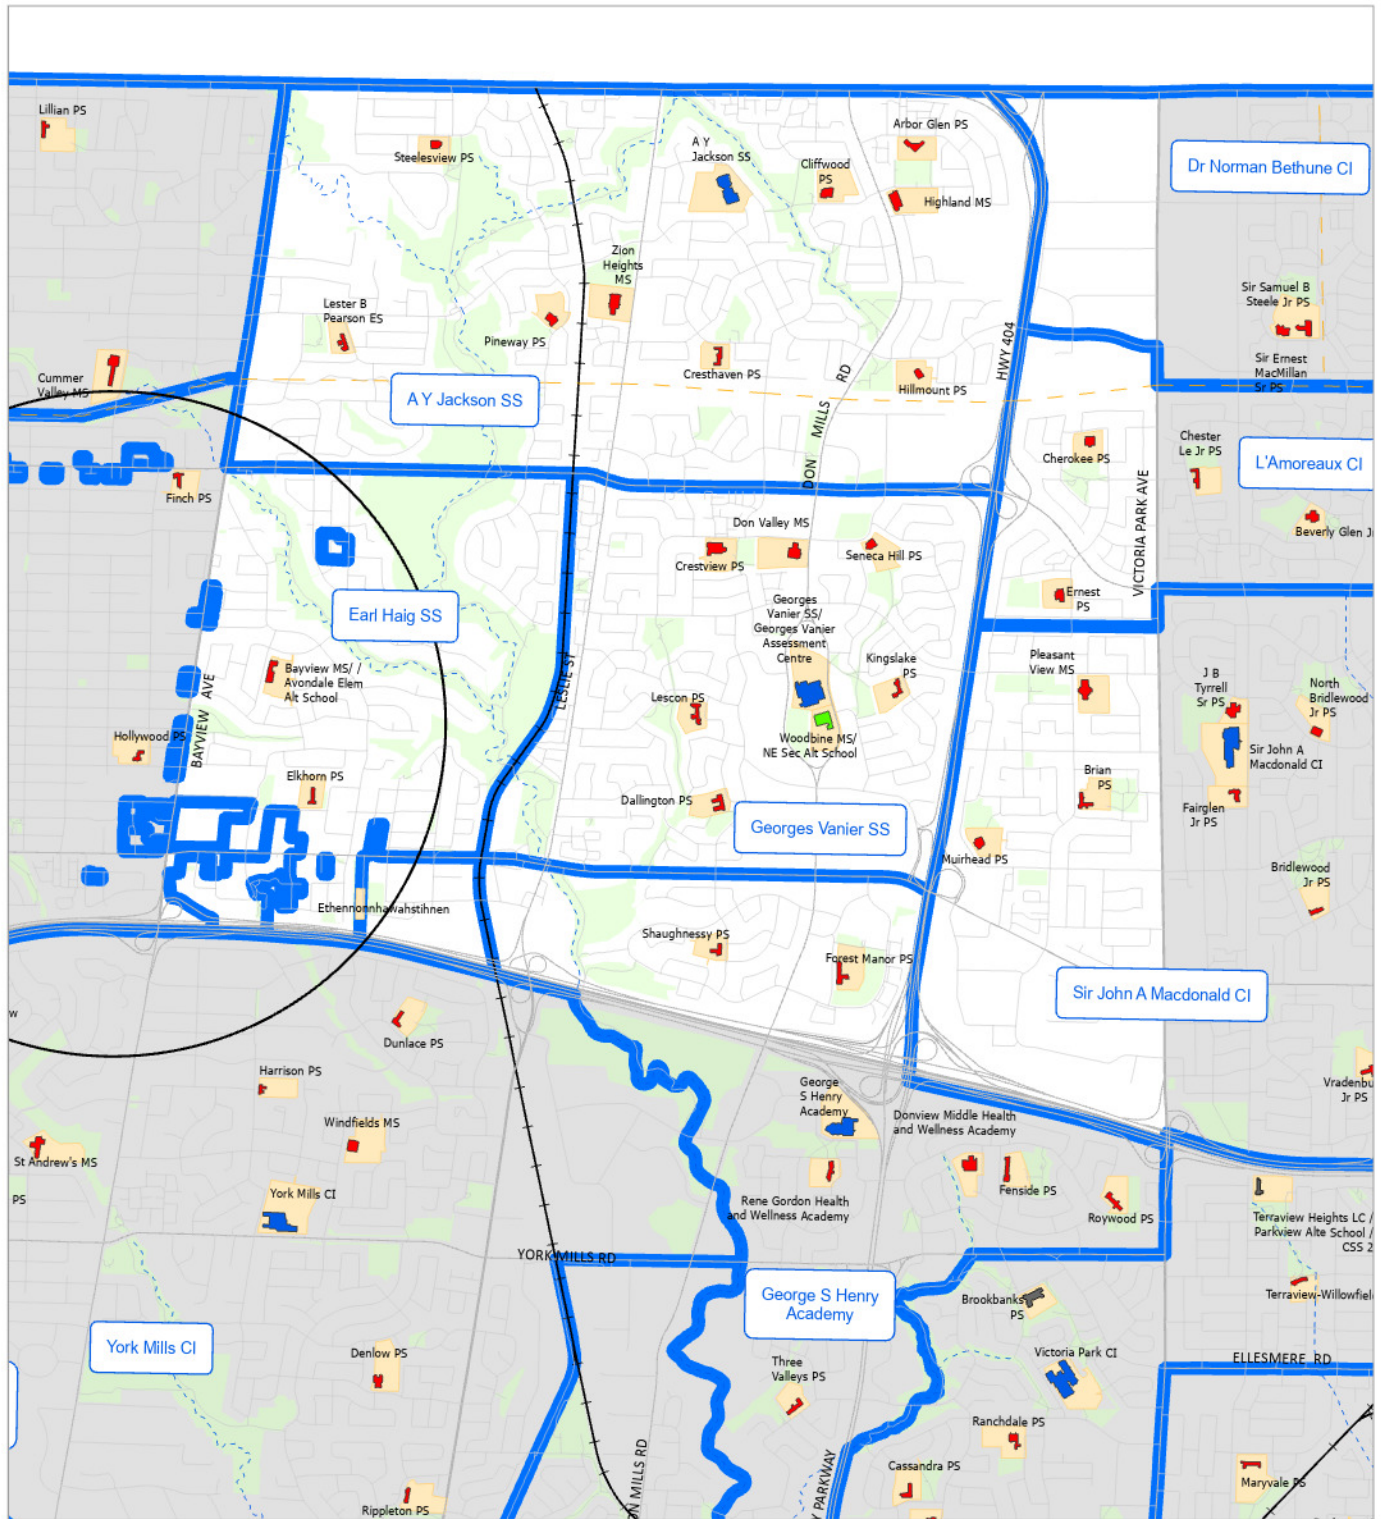 Lillian PS
Steelesview PS
A Y
Jackson SS
Cliffwood
PS
Arbor Glen PS
Highland MS
Dr Norman Bethune CI
Zion
Heights
MS
Lester B
Pearson ES
Pineway PS
Cresthaven PS
Hillmount PS
HWY 404
Sir Samuel B
Steele Jr PS
Sir Ernest
MacMillan
Sr PS
Cummer
Valley MS
A Y Jackson SS
DON MILLS RD
Cherokee PS
Chester
Le Jr PS
L'Amoreaux CI
Finch PS
Beverly Glen J
Don Valley MS
Crestview PS
Seneca Hill PS
VICTORIA PARK AVE
Ernest
PS
Earl Haig SS
Georges
Vanier SS/
Georges Vanier
Assessment
Centre
Kingslake
PS
Pleasant
View MS
Bayview MS/ /
Avondale Elem
Alt School
BAYVIEW AVE
LESLIE ST
Lescon PS
J B
Tyrrell
Sr PS
North
Bridlewood
Jr PS
Hollywood PS
Woodbine MS/
NE Sec Alt School
Sir John A
Macdonald CI
Elkhorn PS
Dallington PS
Brian
PS
Fairglen
Jr PS
Georges Vanier SS
Muirhead PS
Bridlewood
Jr PS
Ethennonnhawahstihnen
Shaughnessy PS
Forest Manor PS
Sir John A Macdonald CI
w
Dunlace PS
Harrison PS
George
S Henry
Academy
Vradenbu
Jr PS
Donview Middle Health
and Wellness Academy
Windfields MS
St Andrew's MS
PS
York Mills CI
Rene Gordon Health
and Wellness Academy
Fenside PS
Roywood PS
Terraview Heights LC /
Parkview Alte School /
CSS 2
YORK MILLS RD
Terraview-Willowfiel
George S Henry
Academy
Brookbanks
PS
York Mills CI
Denlow PS
Three
Valleys PS
Victoria Park CI
ELLESMERE RD
Ranchdale PS
ON MILLS RD
Y PARKWAY
Cassandra PS
Maryvale PS
Rippleton PS